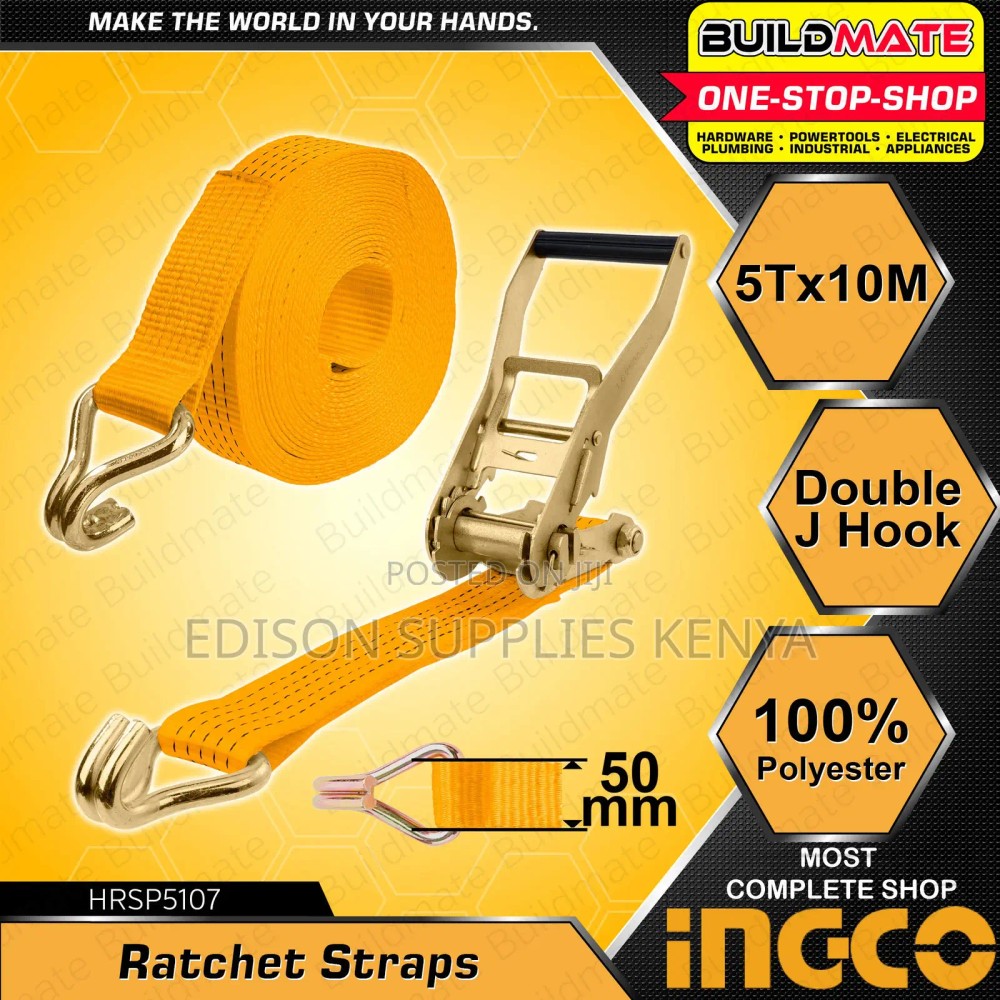 MAKE THE WORLD IN YOUR HANDS.
BUILDMATE
ONE-STOP-SHOP
HARDWARE • POWERTOOLS • ELECTRICAL
PLUMBING • INDUSTRIAL • APPLIANCES
5Tx10M
Double
J Hook
POSTED ON JIJI
EDISON SUPPLIES KENYA
100%
Polyester
50
mm
MOST
COMPLETE SHOP
INGCO
HRSP5107
Ratchet Straps
Buildmate